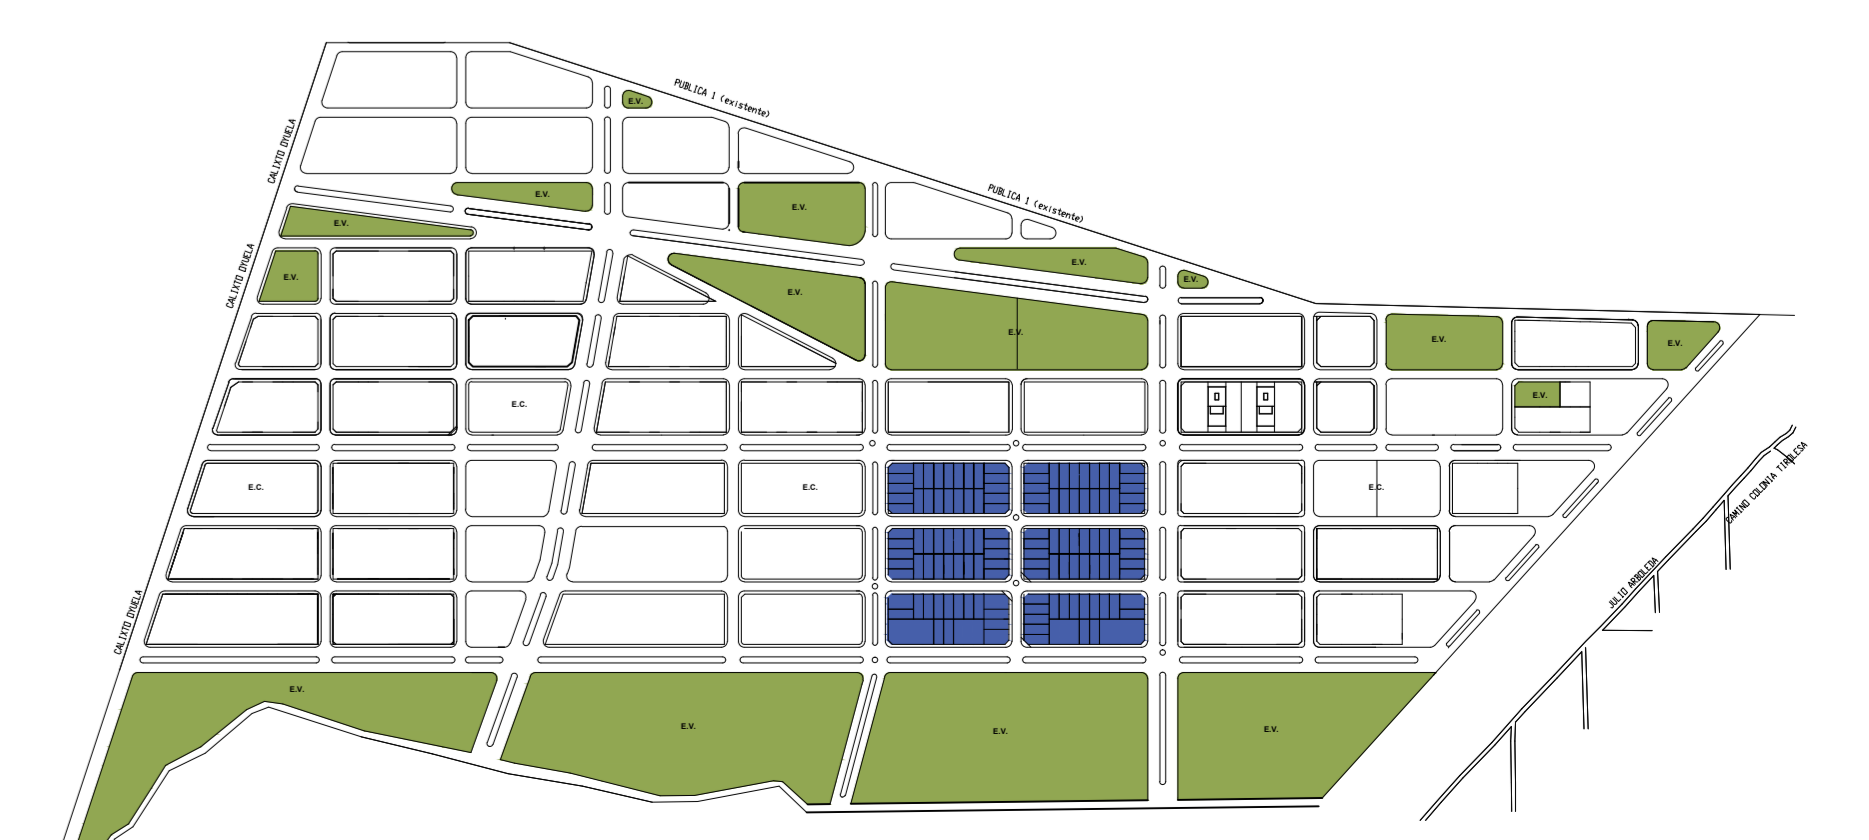 PUBLICA 1 (existente)
E.V.
CALIXTO OYUELA
PUBLICA 1 (existente)
E.V.
E.V.
E.V.
CALIXTO OYUELA
E.V.
E.V.
E.V.
E.V.
E.V.
E.V.
E.V.
E.V.
E.C.
E.V.
E.C.
E.C.
E.C.
CAMINO COLONIA TIROLESA
JULIO ARBOLEDA
CALIXTO OYUELA
E.V.
E.V.
E.V.
E.V.